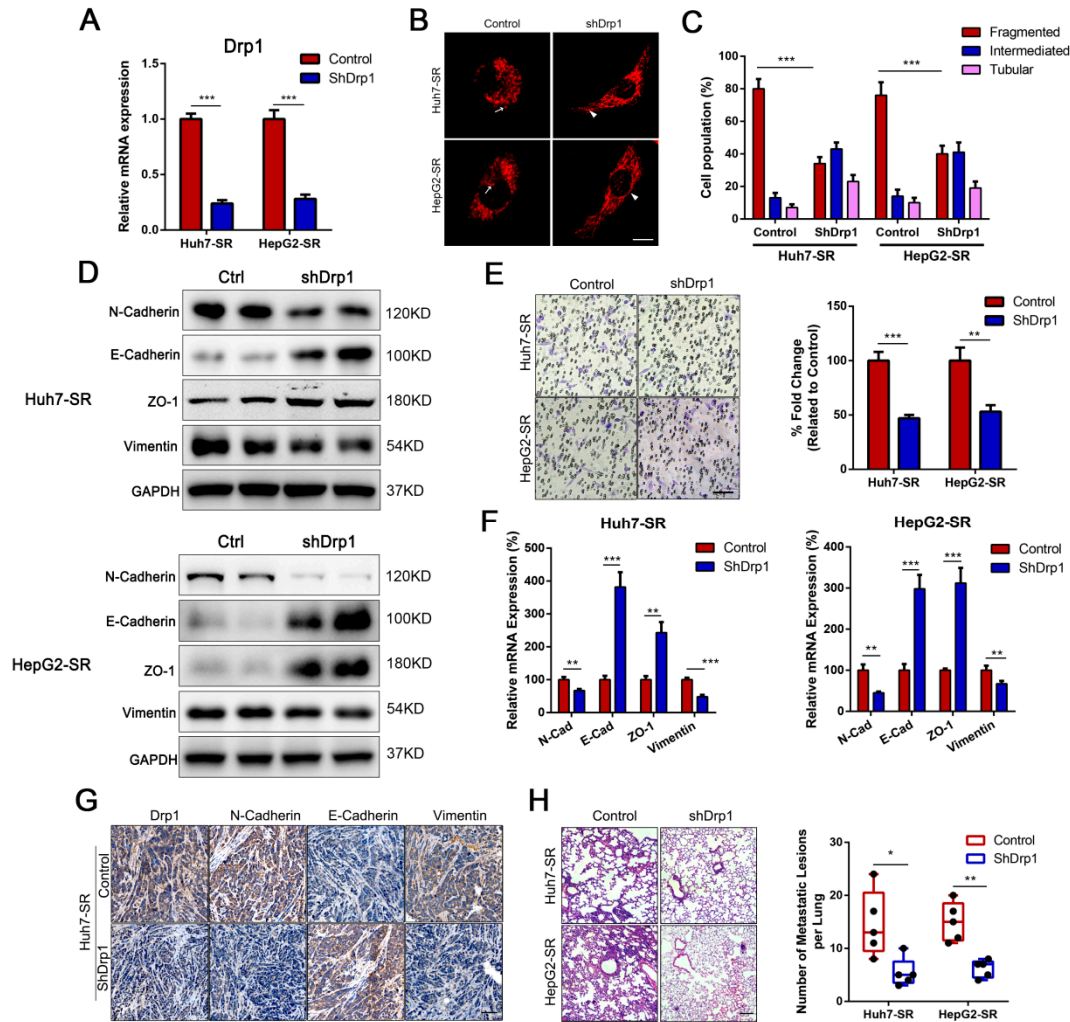 A
Drp1
Control
ShDrp1
Relative mRNA expression
1.5
1.0
0.5
0.0
***
***
Huh7-SR
HepG2-SR
B
Control
shDrp1
Huh7-SR
HepG2-SR
C
Fragmented
Intermediated
Tubular
Cell population (%)
100
80
60
40
20
0
***
***
Control
ShDrp1
Control
ShDrp1
Huh7-SR
HepG2-SR
D
Ctrl
shDrp1
Huh7-SR
N-Cadherin
120KD
E-Cadherin
100KD
ZO-1
180KD
Vimentin
54KD
GAPDH
37KD
Ctrl
shDrp1
HepG2-SR
N-Cadherin
120KD
E-Cadherin
100KD
ZO-1
180KD
Vimentin
54KD
GAPDH
37KD
E
Control
shDrp1
Huh7-SR
HepG2-SR
Control
ShDrp1
% Fold Change
(Related to Control)
150
100
50
0
***
**
Huh7-SR
HepG2-SR
F
Huh7-SR
Control
ShDrp1
Relative mRNA Expression (%)
500
400
300
200
100
0
**
***
**
***
N-Cad
E-Cad
ZO-1
Vimentin
HepG2-SR
Control
ShDrp1
Relative mRNA Expression (%)
400
300
200
100
0
**
***
***
**
N-Cad
E-Cad
ZO-1
Vimentin
G
Drp1
N-Cadherin
E-Cadherin
Vimentin
Huh7-SR
Control
ShDrp1
H
Control
shDrp1
Huh7-SR
HepG2-SR
Control
ShDrp1
Number of Metastatic Lesions
per Lung
30
20
10
0
*
**
Huh7-SR
HepG2-SR